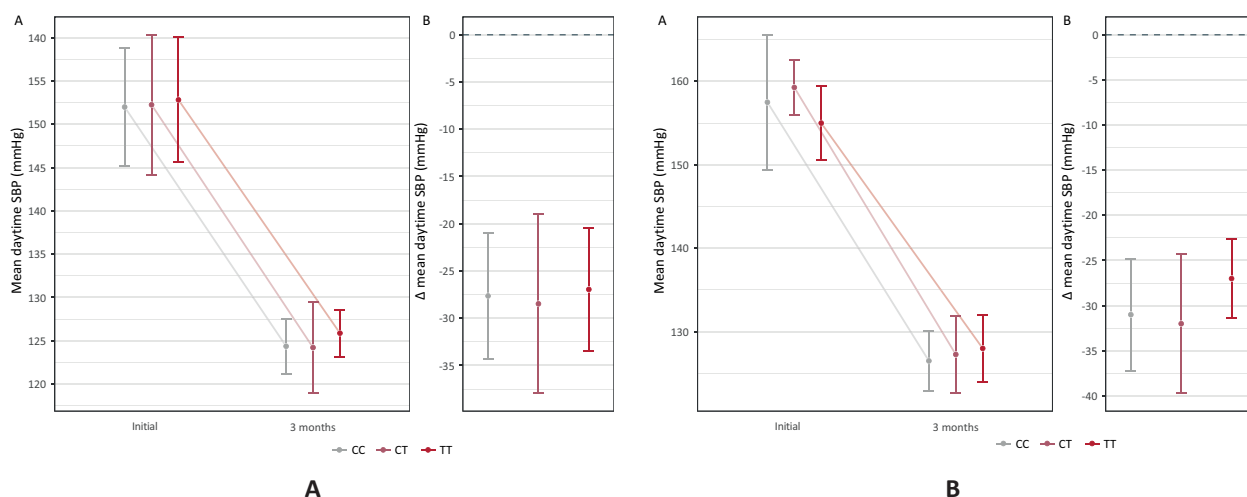 A
B
Mean daytime SBP (mmHg)
140
155
150
145
140
135
130
125
120
Initial
3 months
Δ mean daytime SBP (mmHg)
0
-5
-10
-15
-20
-25
-30
-35
CC CT TT
A
A
B
Mean daytime SBP (mmHg)
160
150
140
130
Initial
3 months
Δ mean daytime SBP (mmHg)
0
-5
-10
-15
-20
-25
-30
-35
-40
CC CT TT
B